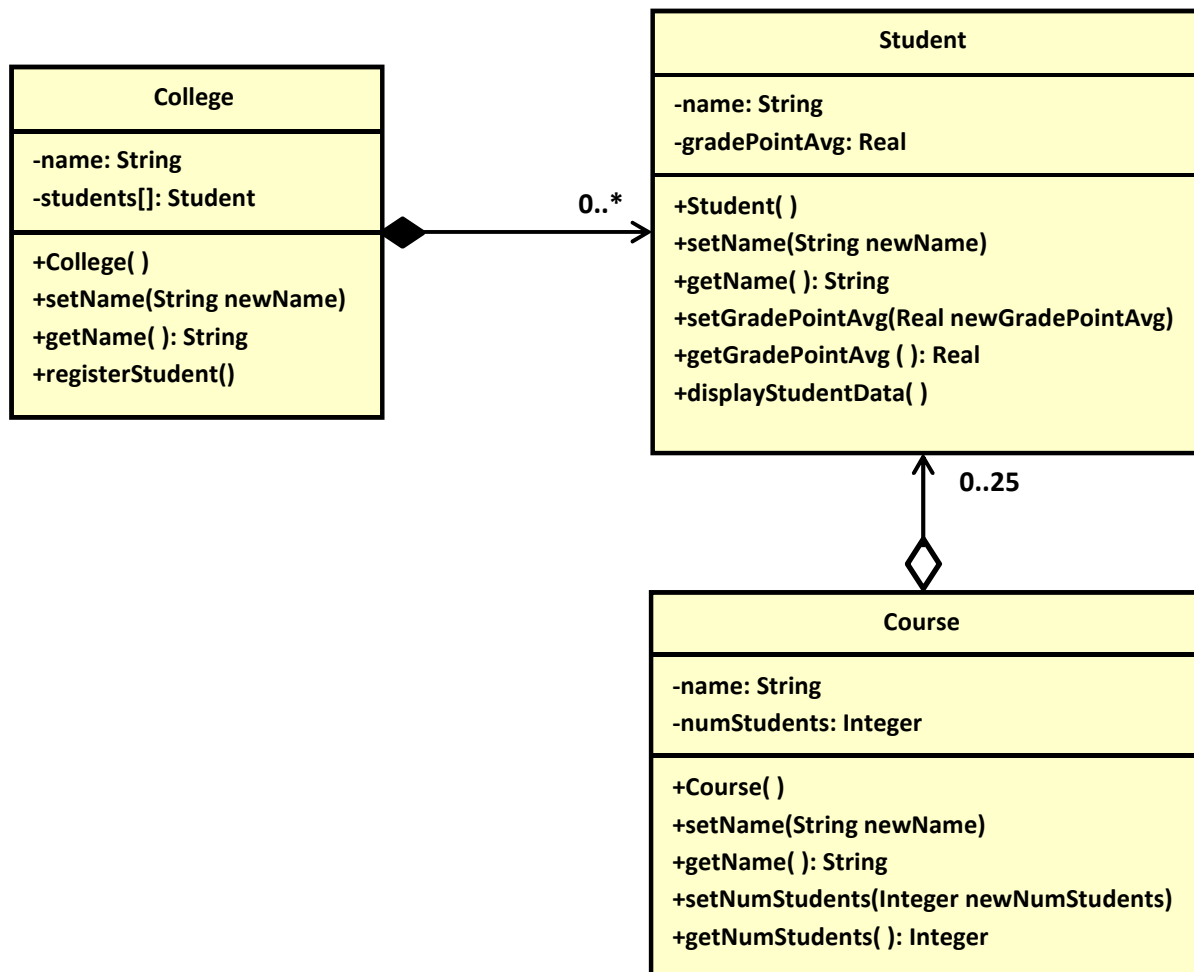 College
-name: String
-students[]: Student
+College( )
+setName(String newName)
+getName( ): String
+registerStudent()
0..*
Student
-name: String
-gradePointAvg: Real
+Student( )
+setName(String newName)
+getName( ): String
+setGradePointAvg(Real newGradePointAvg)
+getGradePointAvg ( ): Real
+displayStudentData( )
0..25
Course
-name: String
-numStudents: Integer
+Course( )
+setName(String newName)
+getName( ): String
+setNumStudents(Integer newNumStudents)
+getNumStudents( ): Integer